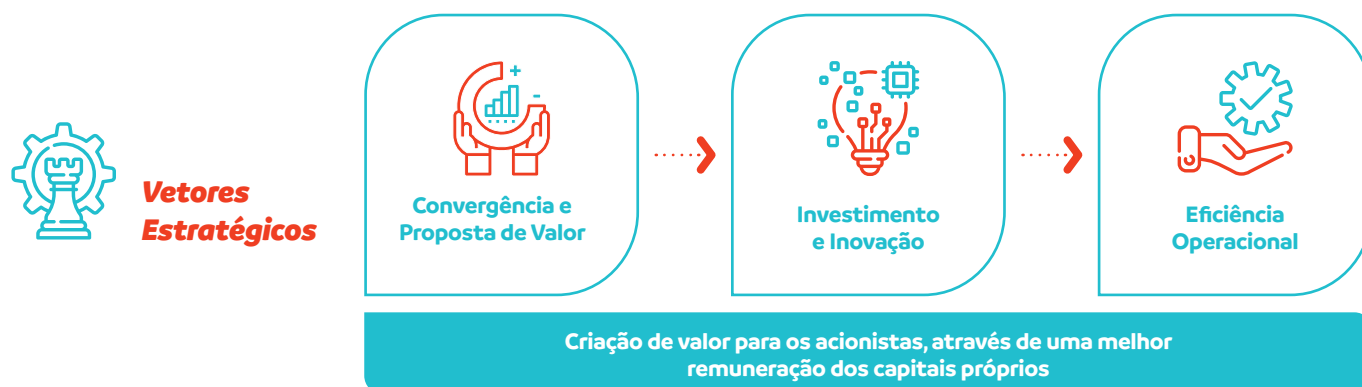 Vetores
Estratégicos
Convergência e
Proposta de Valor
Investimento
e Inovação
Eficiência
Operacional
Criação de valor para os acionistas, através de uma melhor
remuneração dos capitais próprios